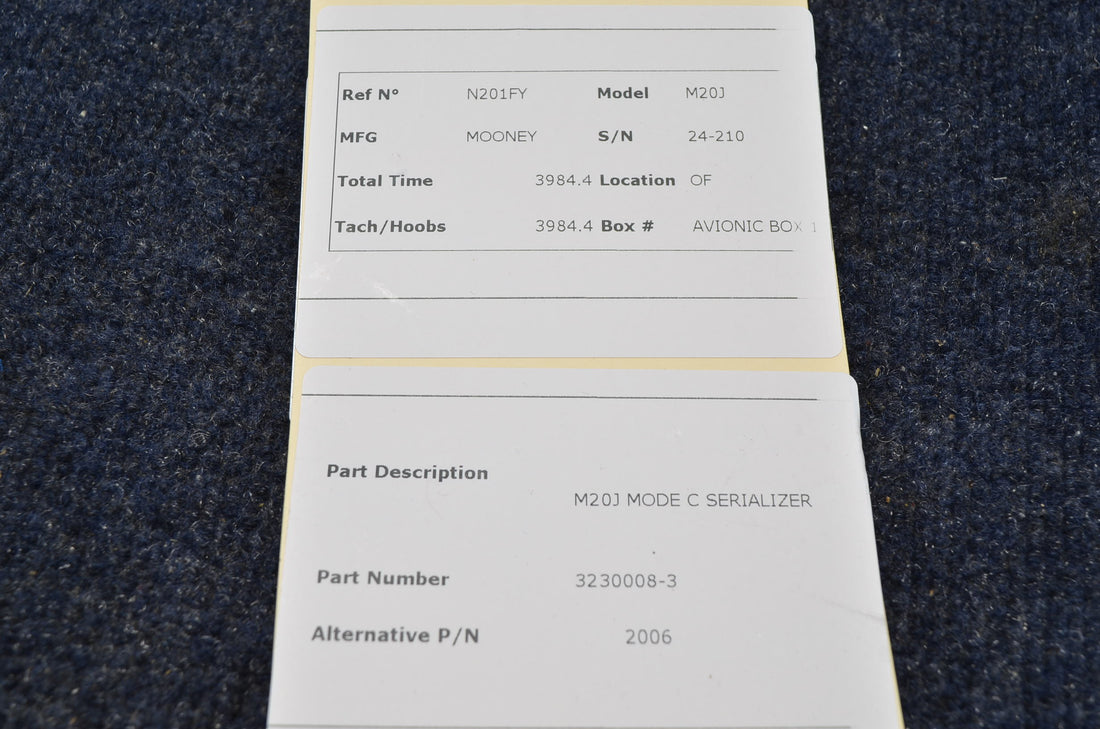 Ref N° N201FY Model M20J
MFG MOONEY S/N 24-210
Total Time 3984.4 Location OF
Tach/Hoobs 3984.4 Box # AVIONIC BOX 1
Part Description
M20J MODE C SERIALIZER
Part Number 3230008-3
Alternative P/N 2006